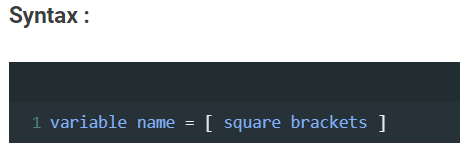 Syntax :
1 variable name = [ square brackets ]